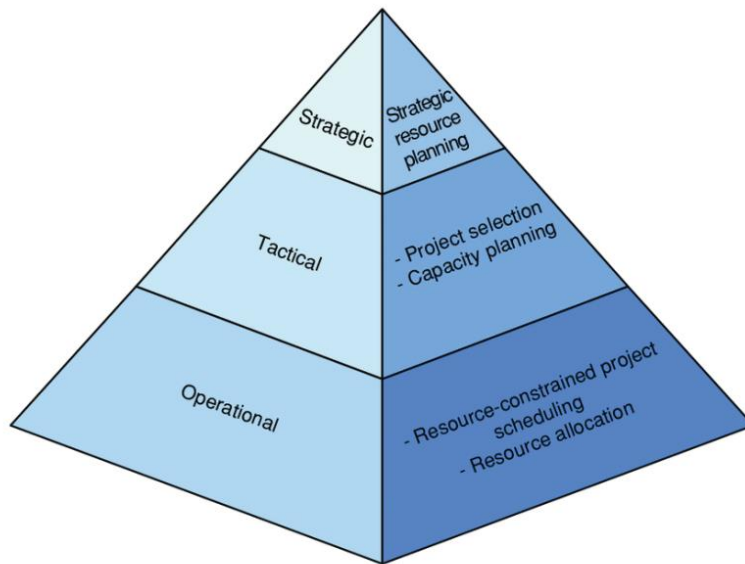 Strategic
Strategic
resource
planning
Tactical
- Project selection
- Capacity planning
Operational
- Resource-constrained project
scheduling
- Resource allocation